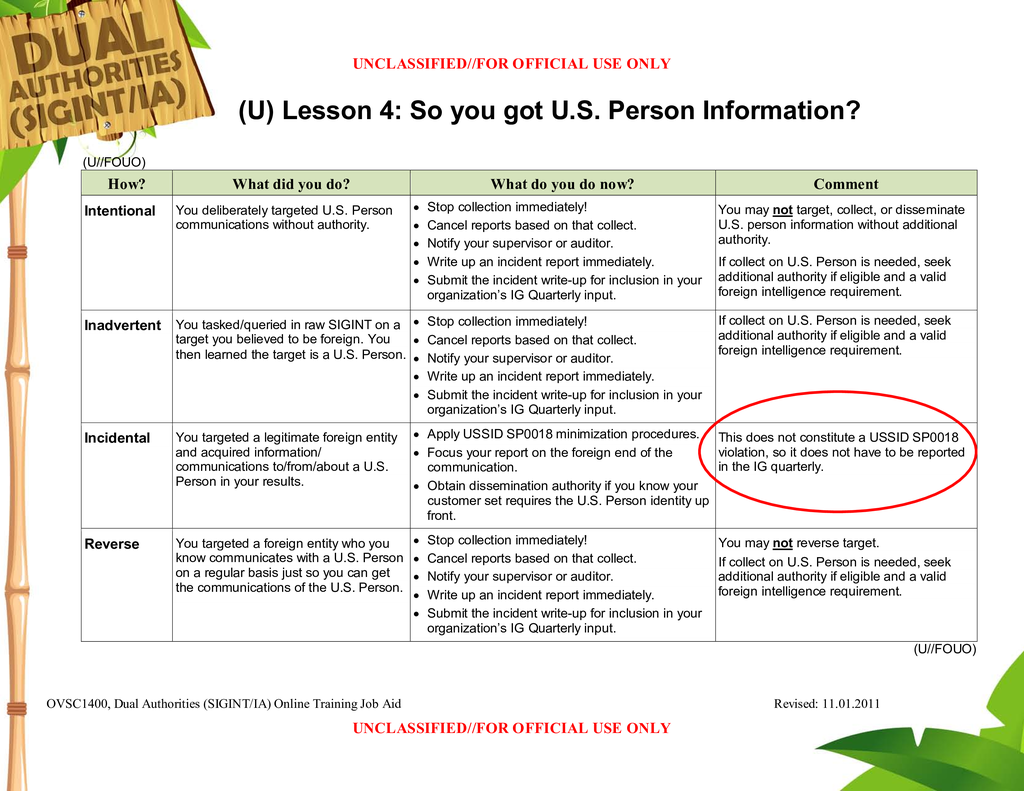 DUAL
AUTHORITIES
(SIGINT/IA)
UNCLASSIFIED//FOR OFFICIAL USE ONLY
(U) Lesson 4: So you got U.S. Person Information?
(U//FOUO)
How?
What did you do?
What do you do now?
Comment
Intentional
You deliberately targeted U.S. Person
communications without authority.
• Stop collection immediately!
• Cancel reports based on that collect.
• Notify your supervisor or auditor.
• Write up an incident report immediately.
• Submit the incident write-up for inclusion in your
organization's IG Quarterly input.
You may not target, collect, or disseminate
U.S. person information without additional
authority.
If collect on U.S. Person is needed, seek
additional authority if eligible and a valid
foreign intelligence requirement.
Inadvertent
You tasked/queried in raw SIGINT on a
target you believed to be foreign. You
then learned the target is a U.S. Person.
• Stop collection immediately!
• Cancel reports based on that collect.
• Notify your supervisor or auditor.
• Write up an incident report immediately.
• Submit the incident write-up for inclusion in your
organization's IG Quarterly input.
If collect on U.S. Person is needed, seek
additional authority if eligible and a valid
foreign intelligence requirement.
Incidental
You targeted a legitimate foreign entity
and acquired information/
communications to/from/about a U.S.
Person in your results.
• Apply USSID SP0018 minimization procedures.
• Focus your report on the foreign end of the
communication.
• Obtain dissemination authority if you know your
customer set requires the U.S. Person identity up
front.
This does not constitute a USSID SP0018
violation, so it does not have to be reported
in the IG quarterly.
Reverse
You targeted a foreign entity who you
know communicates with a U.S. Person
on a regular basis just so you can get
the communications of the U.S. Person.
• Stop collection immediately!
• Cancel reports based on that collect.
• Notify your supervisor or auditor.
• Write up an incident report immediately.
• Submit the incident write-up for inclusion in your
organization's IG Quarterly input.
You may not reverse target.
If collect on U.S. Person is needed, seek
additional authority if eligible and a valid
foreign intelligence requirement.
(U//FOUO)
OVSC1400, Dual Authorities (SIGINT/IA) Online Training Job Aid
Revised: 11.01.2011
UNCLASSIFIED//FOR OFFICIAL USE ONLY